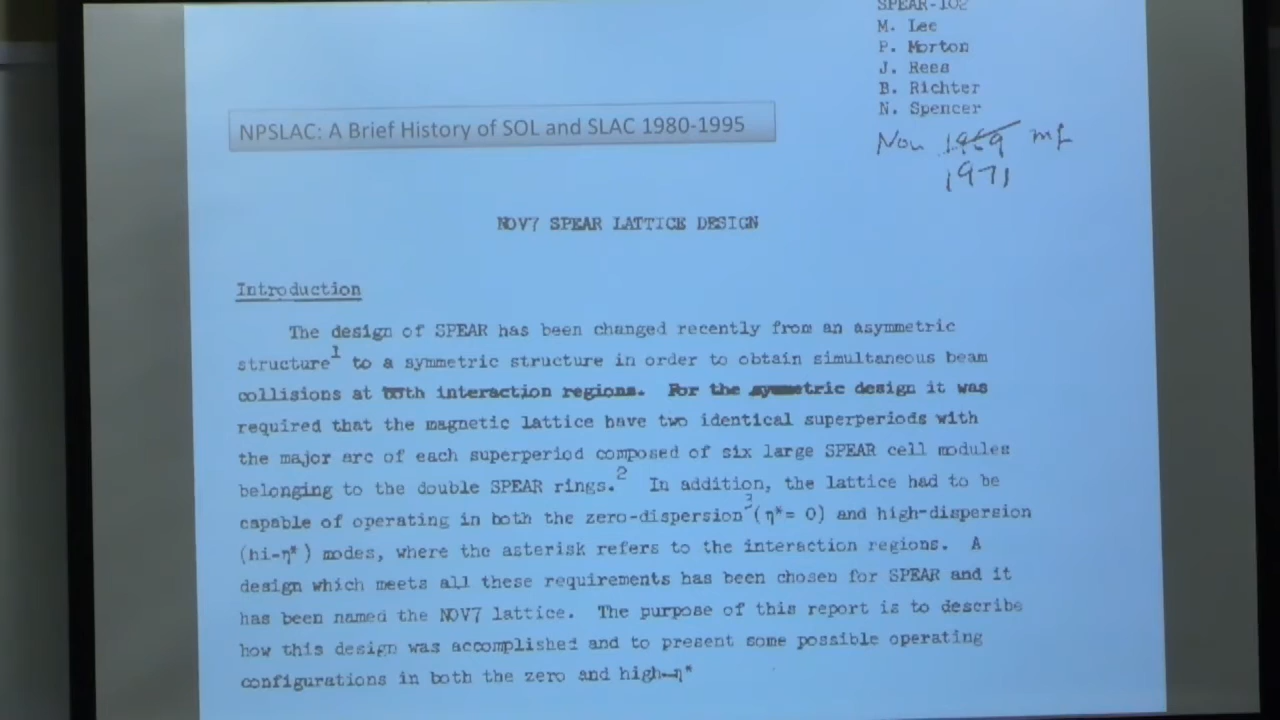 SPEAR-102
M. Lee
P. Morton
J. Rees
B. Richter
N. Spencer
Nov 1969 mf
1971
NPSLAC: A Brief History of SOL and SLAC 1980-1995
NOV7 SPEAR LATTICE DESIGN
Introduction
The design of SPEAR has been changed recently from an asymmetric
structure1 to a symmetric structure in order to obtain simultaneous beam
collisions at both interaction regions. For the symmetric design it was
required that the magnetic lattice have two identical superperiods with
the major arc of each superperiod composed of six large SPEAR cell modules
belonging to the double SPEAR rings.2 In addition, the lattice had to be
capable of operating in both the zero-dispersion3 (η*= 0) and high-dispersion
(hi-η*) modes, where the asterisk refers to the interaction regions. A
design which meets all these requirements has been chosen for SPEAR and it
has been named the NOV7 lattice. The purpose of this report is to describe
how this design was accomplished and to present some possible operating
configurations in both the zero and high-η*